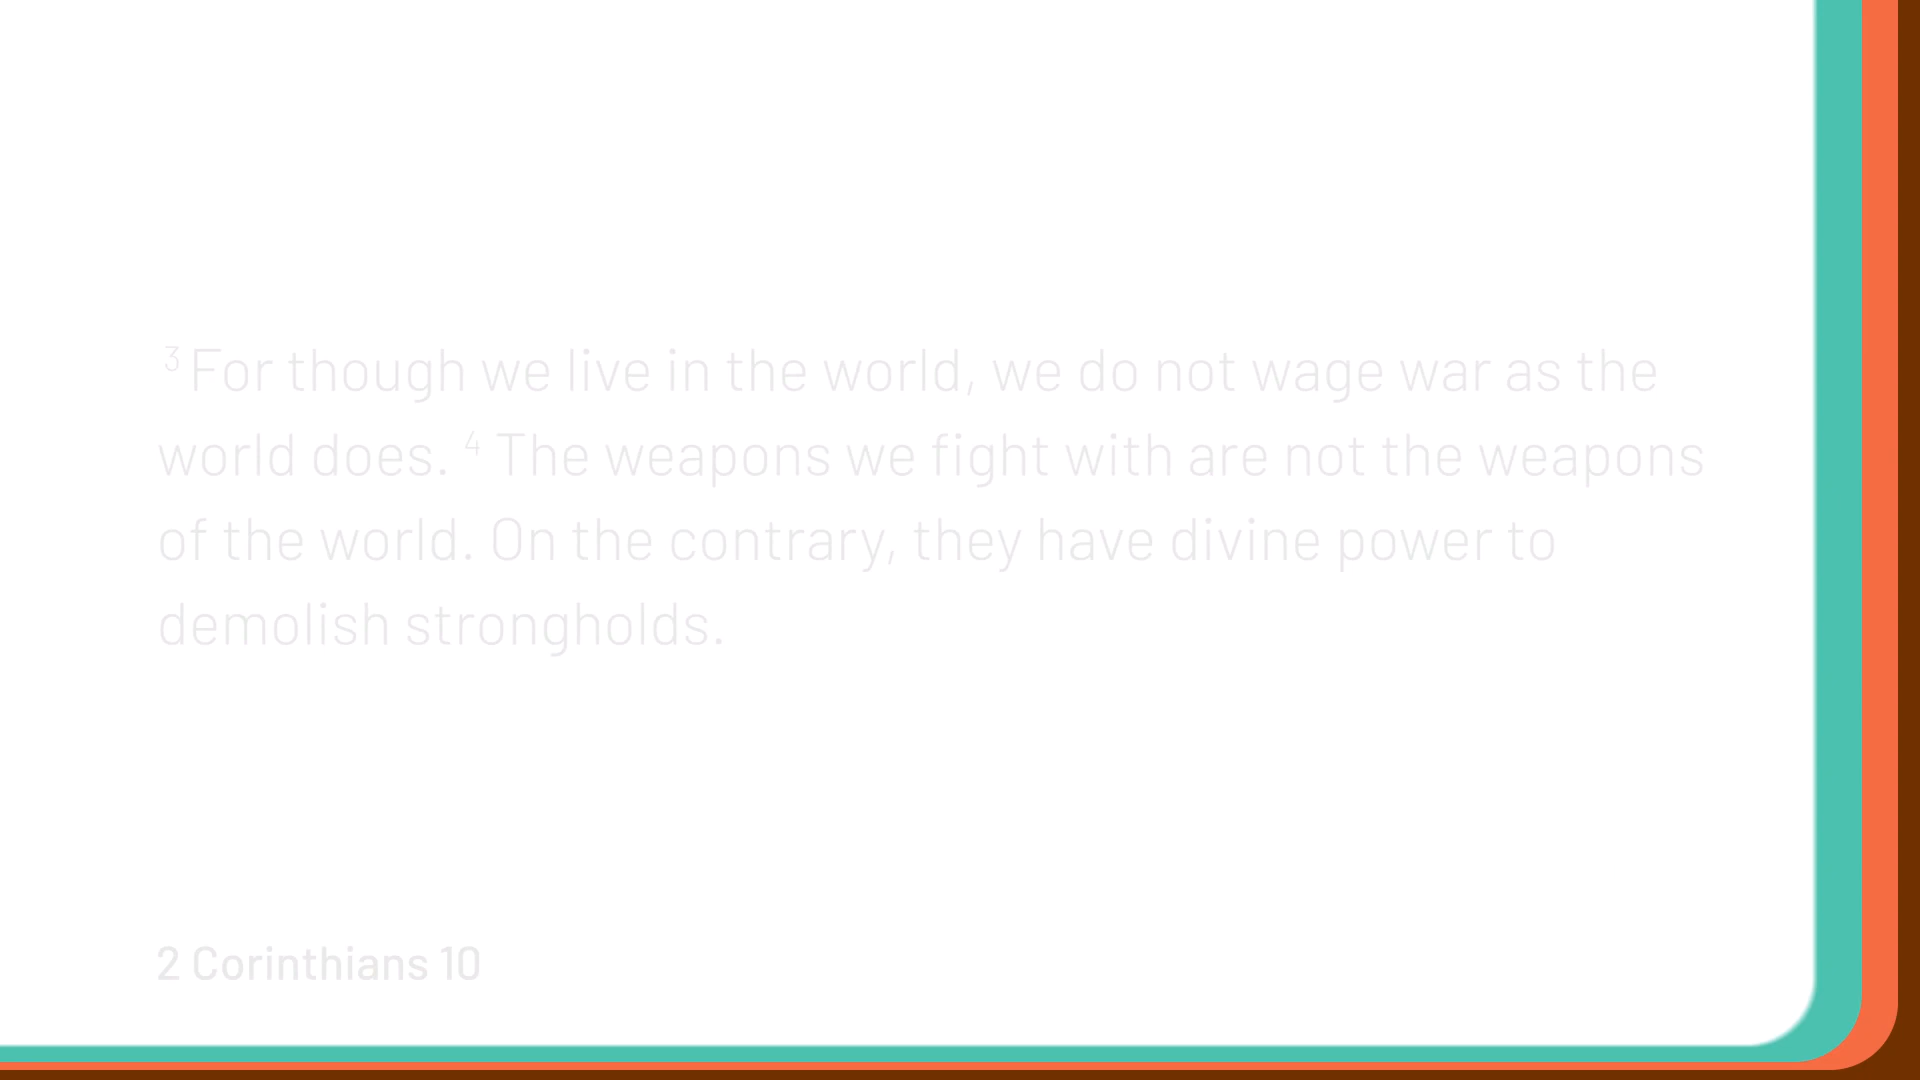 ³ For though we live in the world, we do not wage war as the
world does. ⁴ The weapons we fight with are not the weapons
of the world. On the contrary, they have divine power to
demolish strongholds.
2 Corinthians 10